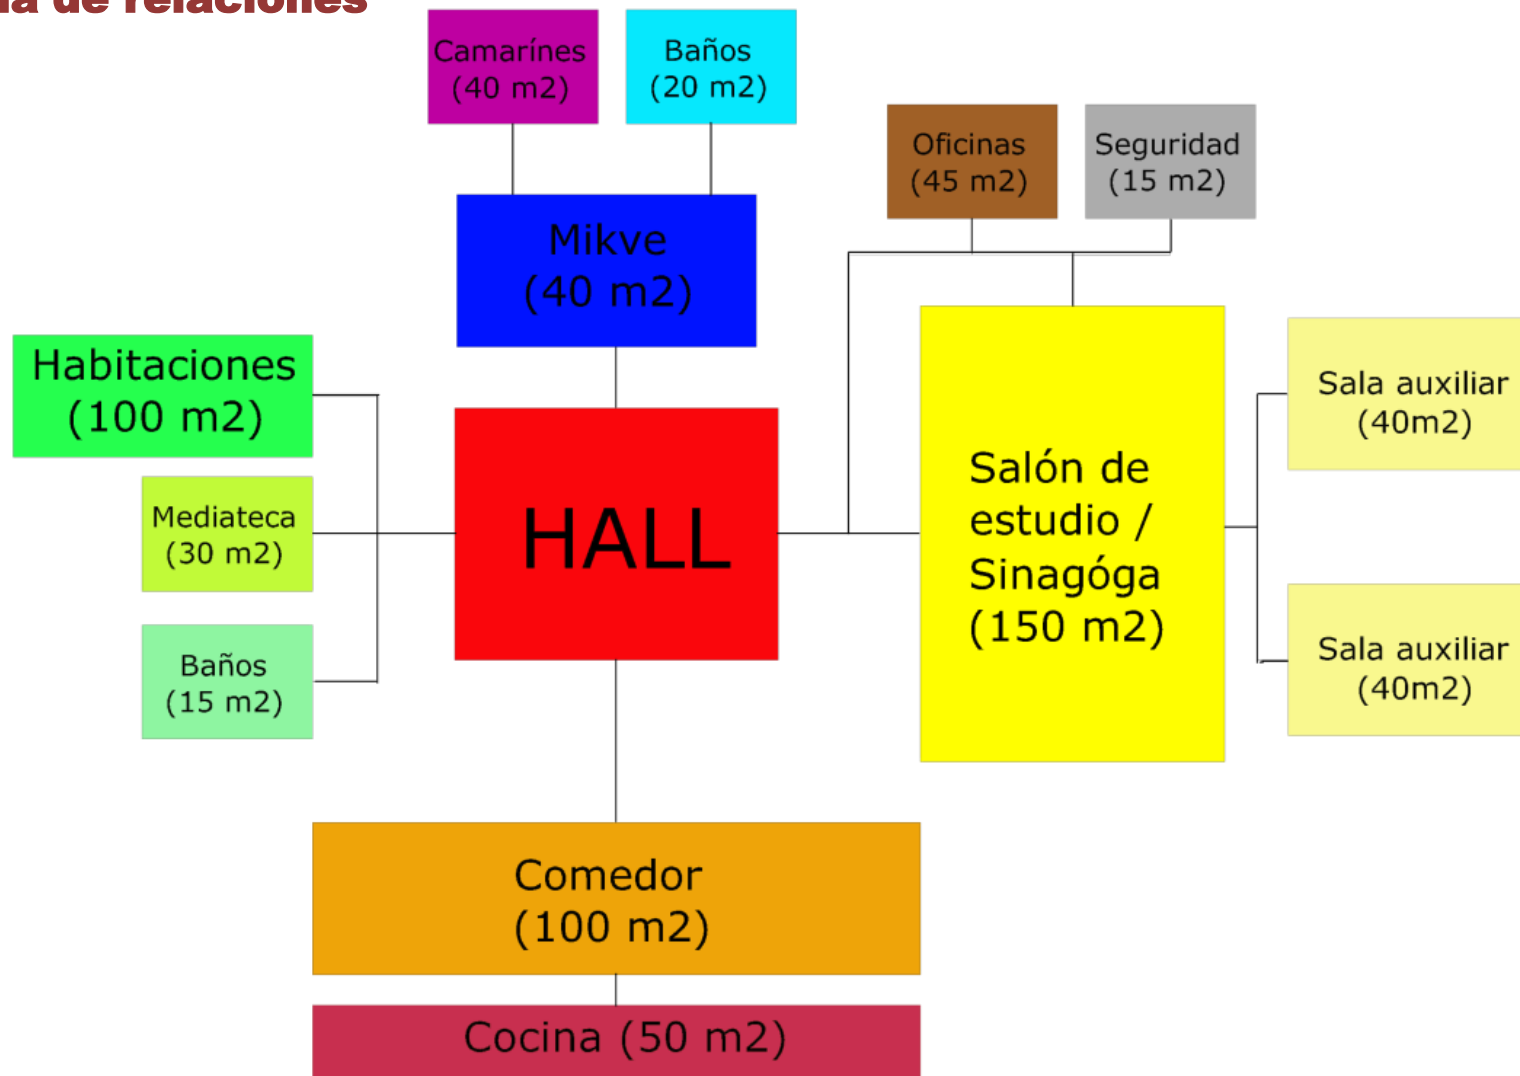 de relaciones
Camarínes
(40 m2)
Baños
(20 m2)
Oficinas
(45 m2)
Seguridad
(15 m2)
Mikve
(40 m2)
Habitaciones
(100 m2)
Mediateca
(30 m2)
Baños
(15 m2)
HALL
Salón de
estudio /
Sinagóga
(150 m2)
Sala auxiliar
(40m2)
Sala auxiliar
(40m2)
Comedor
(100 m2)
Cocina (50 m2)